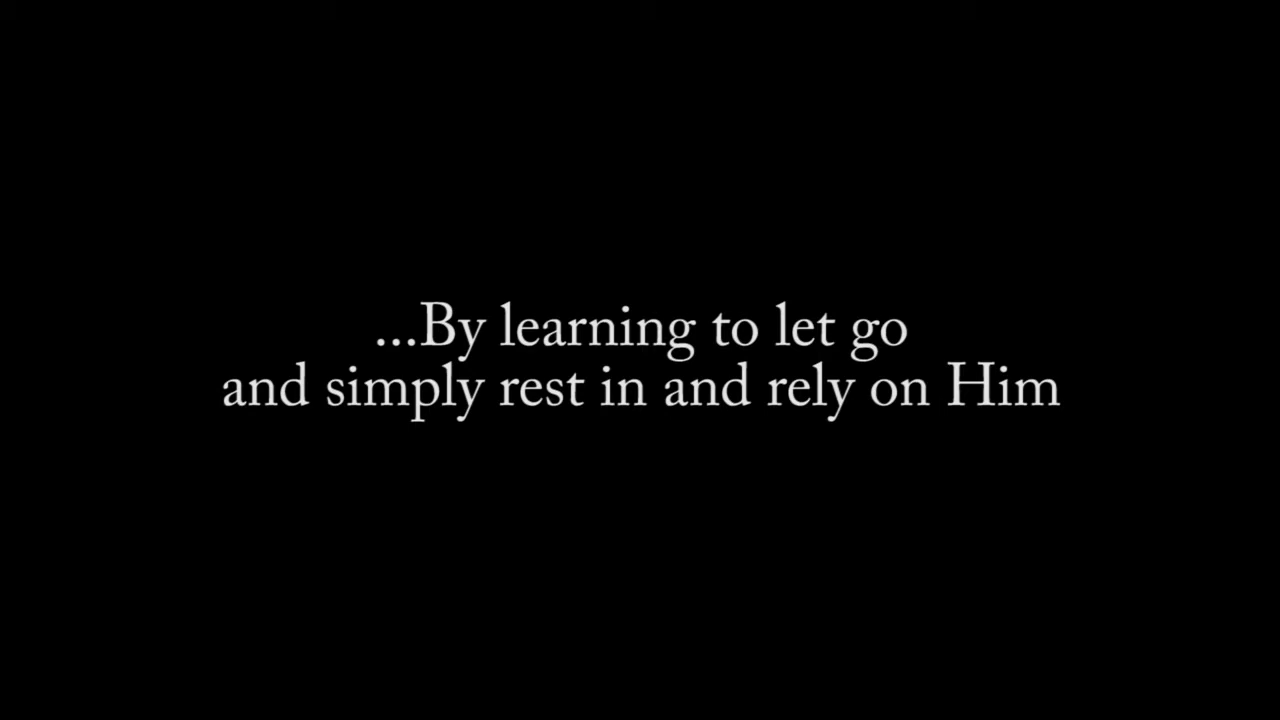 ...By learning to let go
and simply rest in and rely on Him